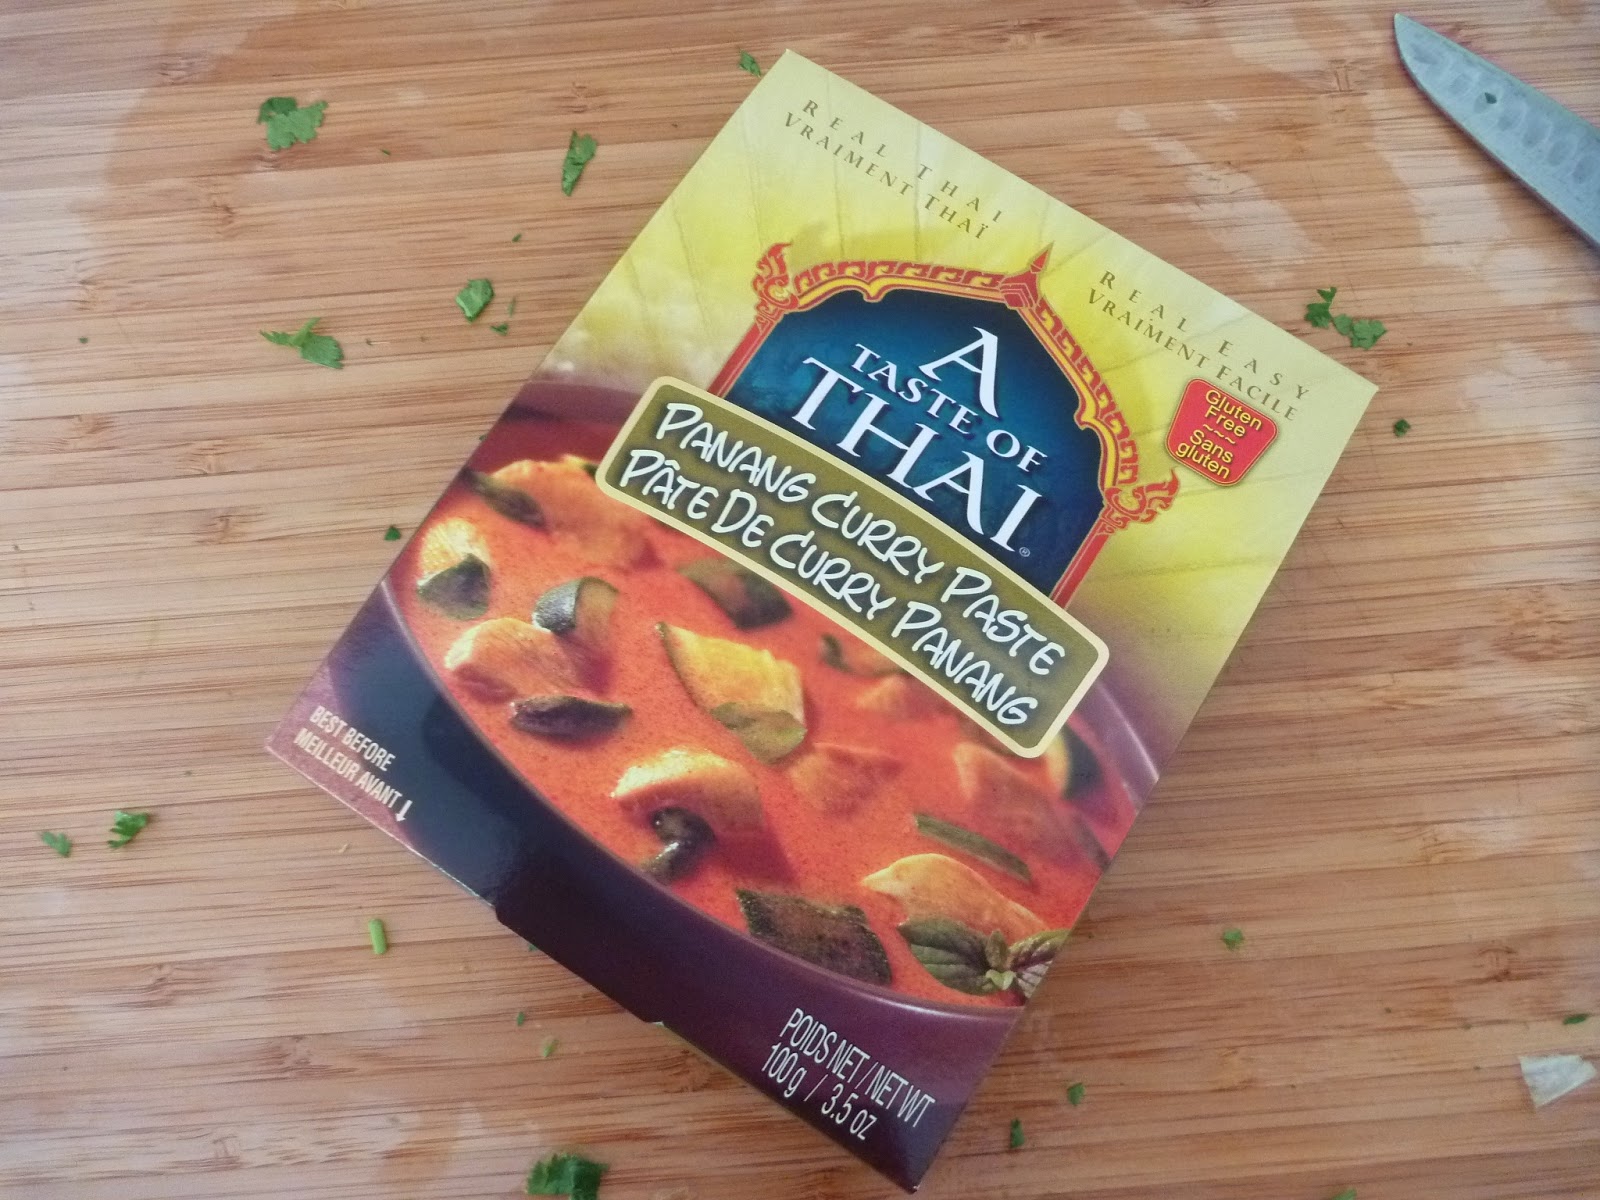 REAL THAI
VRAIMENT THAÏ
REAL EASY
VRAIMENT FACILE
Gluten
Free
~~~
Sans
gluten
A
TASTE OF
THAI®
PANANG CURRY PASTE
PÂTE DE CURRY PANANG
BEST BEFORE
MEILLEUR AVANT
POIDS NET / NET WT
100 g / 3.5 oz